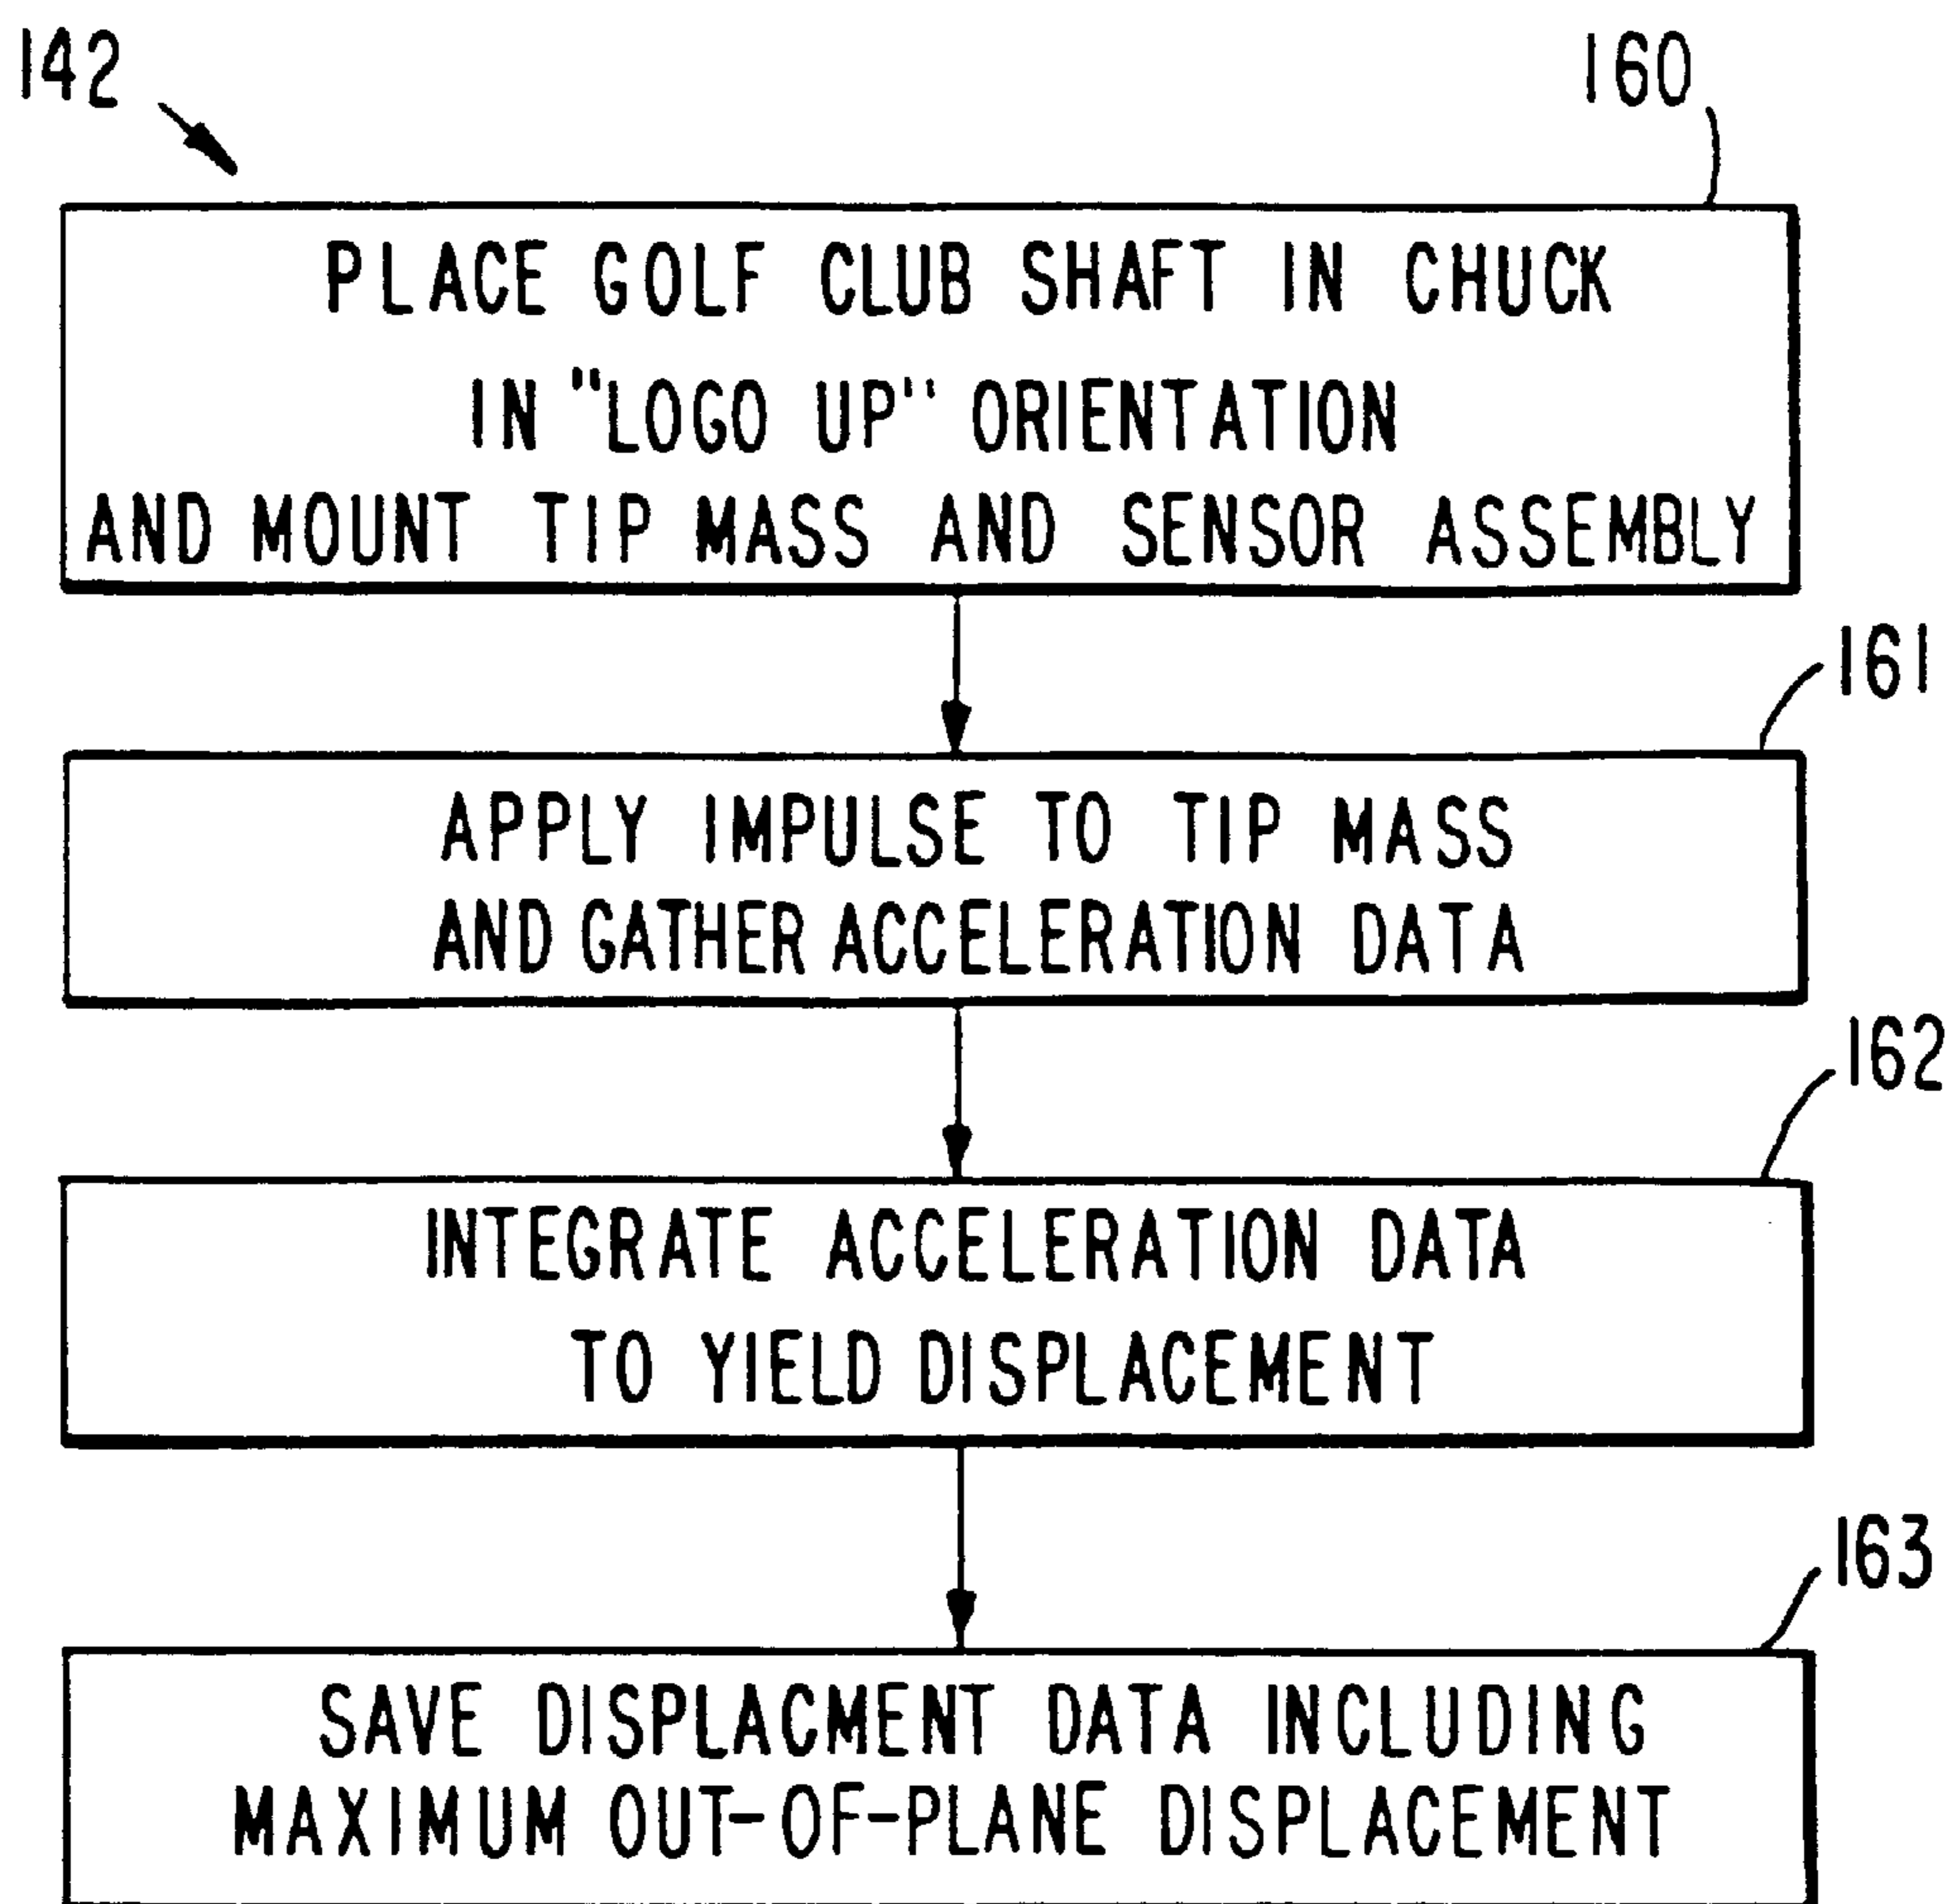 142
160
PLACE GOLF CLUB SHAFT IN CHUCK
IN "LOGO UP" ORIENTATION
AND MOUNT TIP MASS AND SENSOR ASSEMBLY
161
APPLY IMPULSE TO TIP MASS
AND GATHER ACCELERATION DATA
162
INTEGRATE ACCELERATION DATA
TO YIELD DISPLACEMENT
163
SAVE DISPLACMENT DATA INCLUDING
MAXIMUM OUT-OF-PLANE DISPLACEMENT